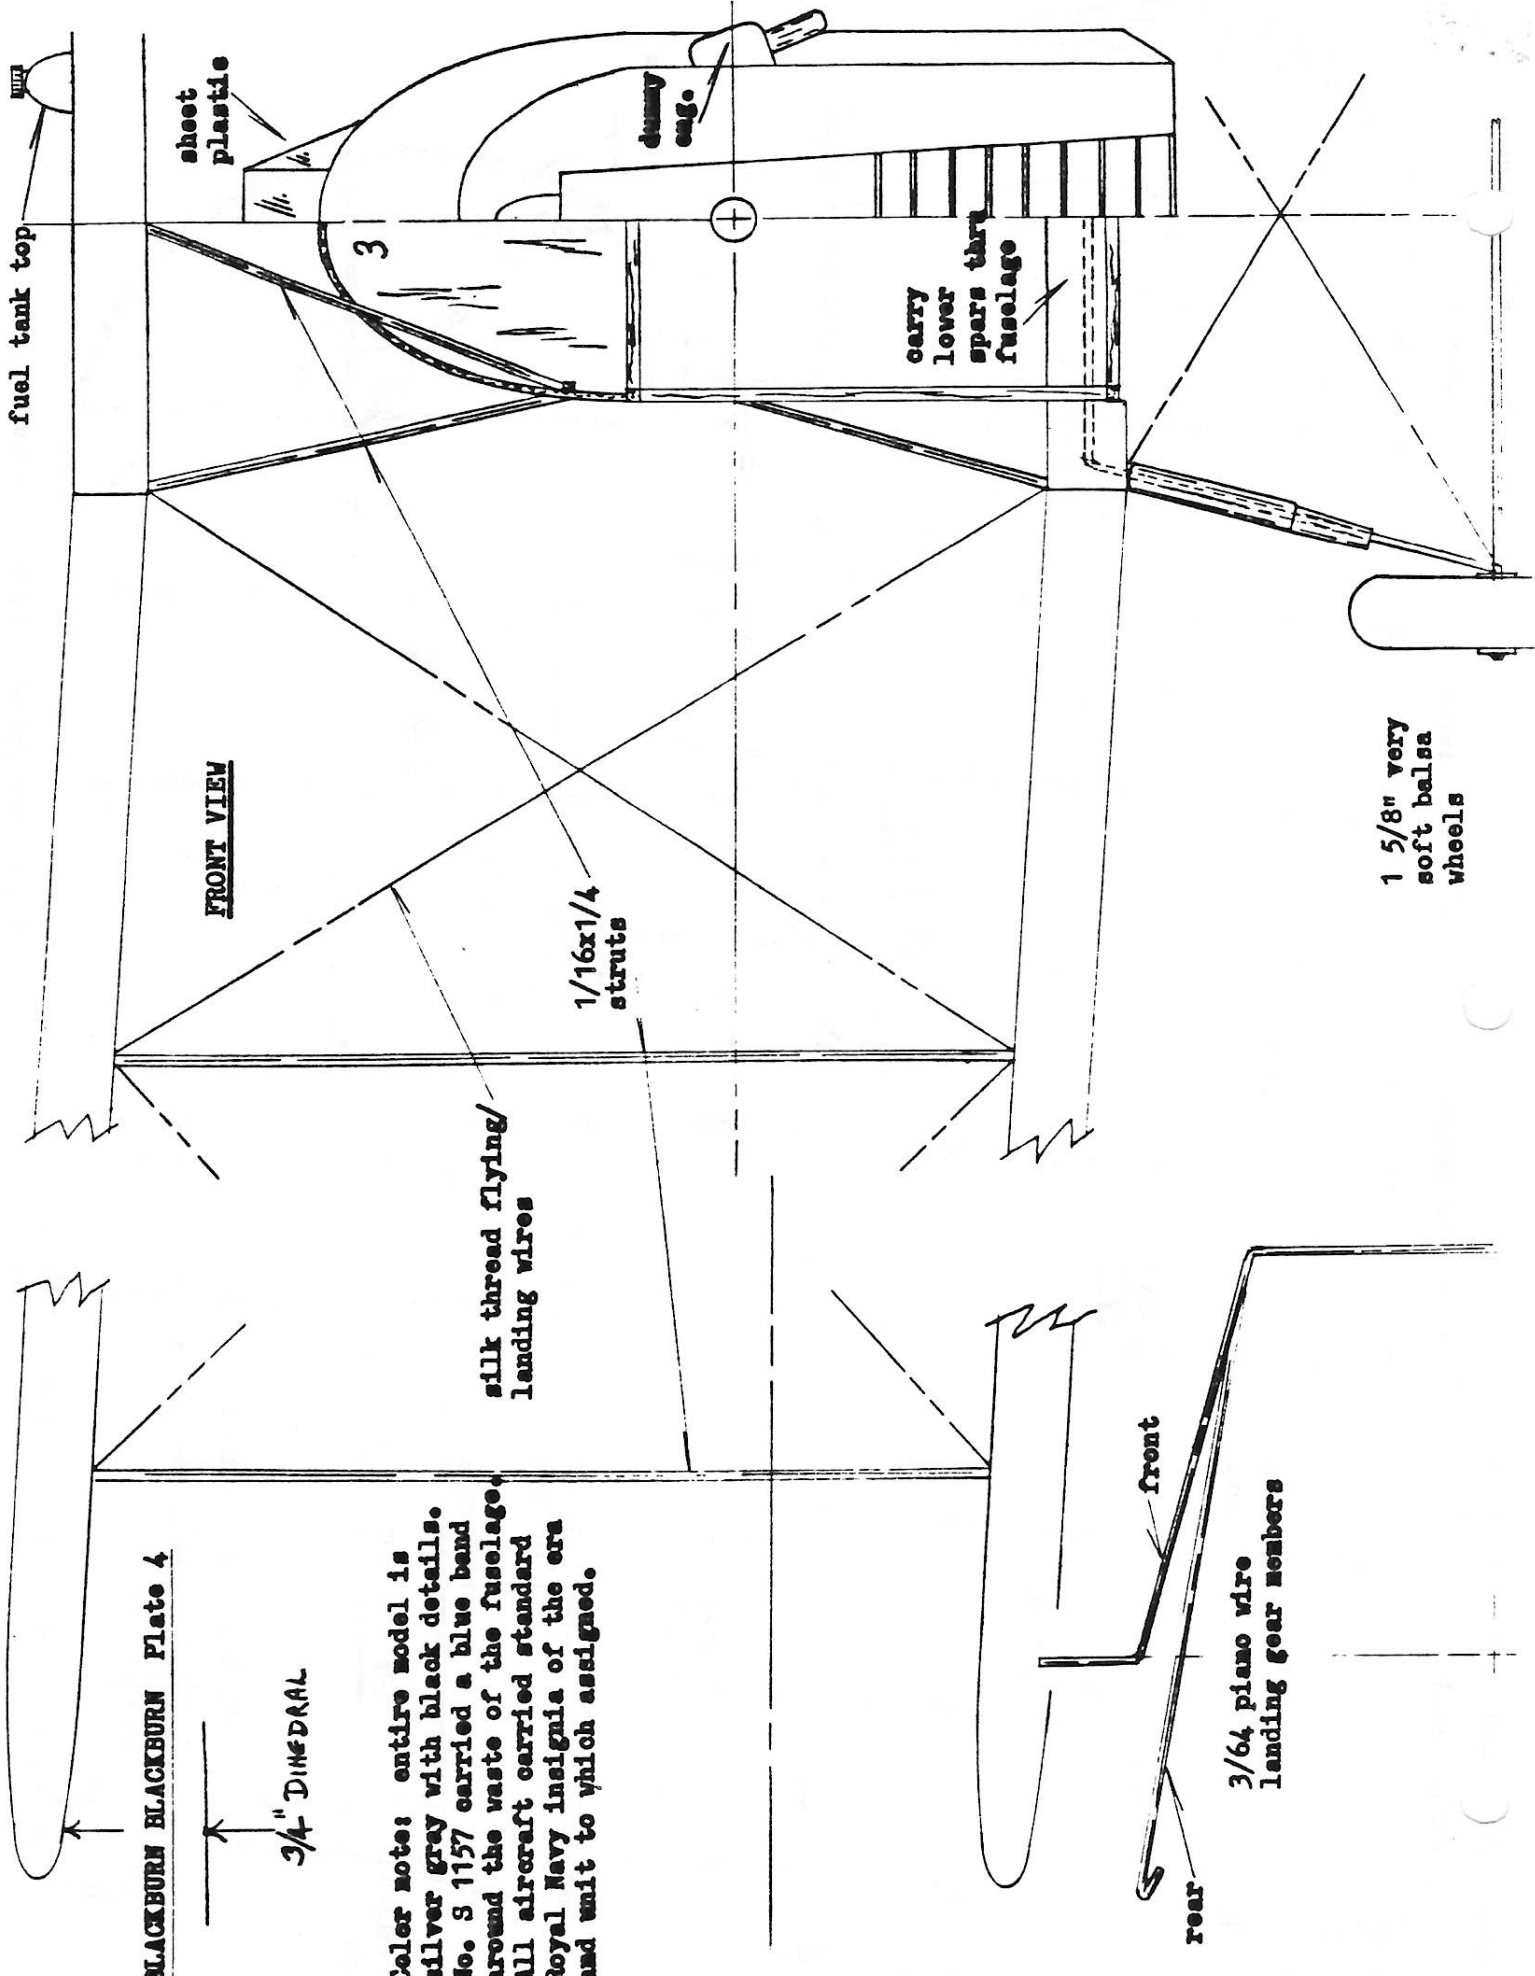 BLACKBURN BLACKBURN Plate 4
3/4" DIHEDRAL
Color note: entire model is
silver gray with black details.
No. S 1157 carried a blue band
around the waste of the fuselage.
All aircraft carried standard
Royal Navy insignia of the era
and unit to which assigned.
fuel tank top
sheet
plastic
3
dummy
eng.
carry
lower
spars thru
fuselage
FRONT VIEW
1/16x1/4
struts
silk thread flying/
landing wires
1 5/8" very
soft balsa
wheels
front
rear
3/64 piano wire
landing gear members